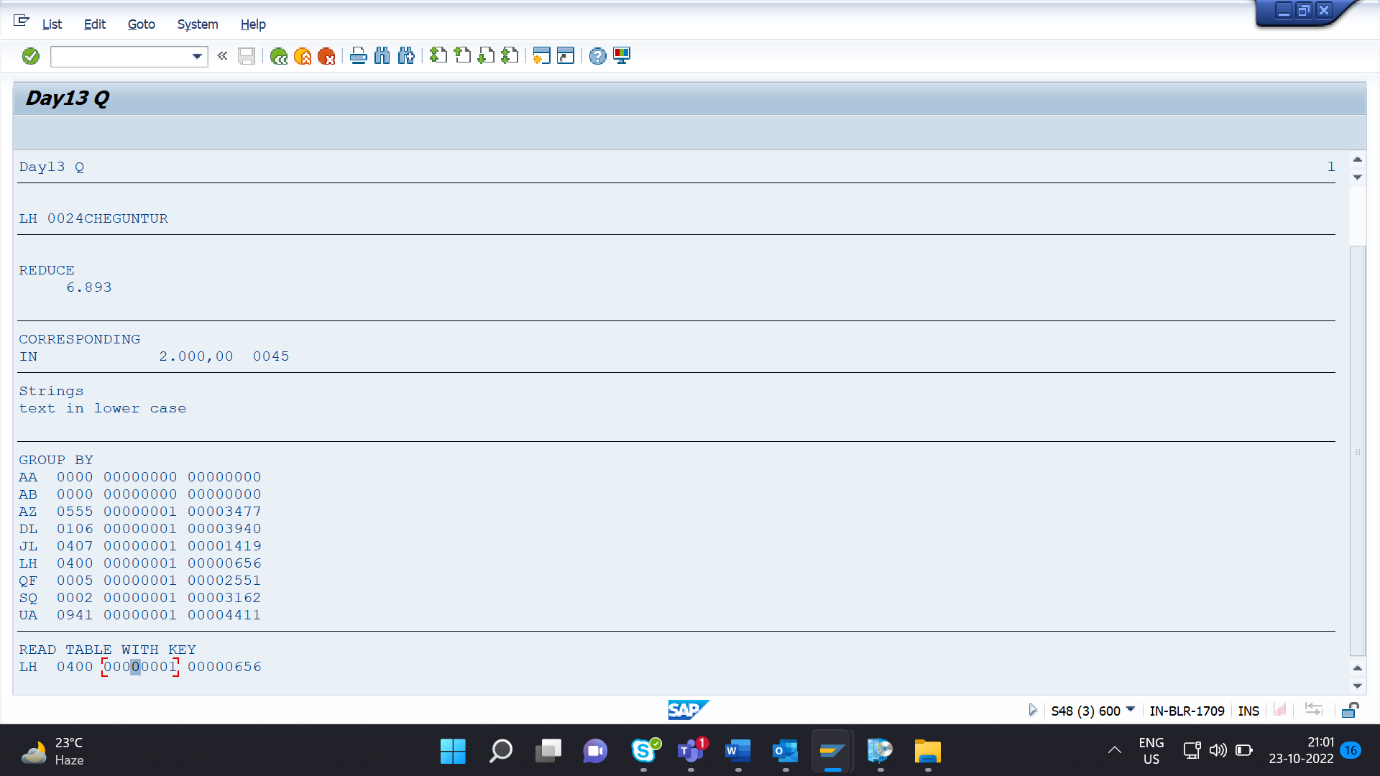 List Edit Goto System Help
Day13 Q
Day13 Q 1
LH 0024CHEGUNTUR
REDUCE
6.893
CORRESPONDING
IN 2.000,00 0045
Strings
text in lower case
GROUP BY
AA 0000 00000000 00000000
AB 0000 00000000 00000000
AZ 0555 00000001 00003477
DL 0106 00000001 00003940
JL 0407 00000001 00001419
LH 0400 00000001 00000656
QF 0005 00000001 00002551
SQ 0002 00000001 00003162
UA 0941 00000001 00004411
READ TABLE WITH KEY
LH 0400 00000001 00000656
SAP S48 (3) 600 IN-BLR-1709 INS
23°C
Haze
1
ENG
US
21:01
23-10-2022
16